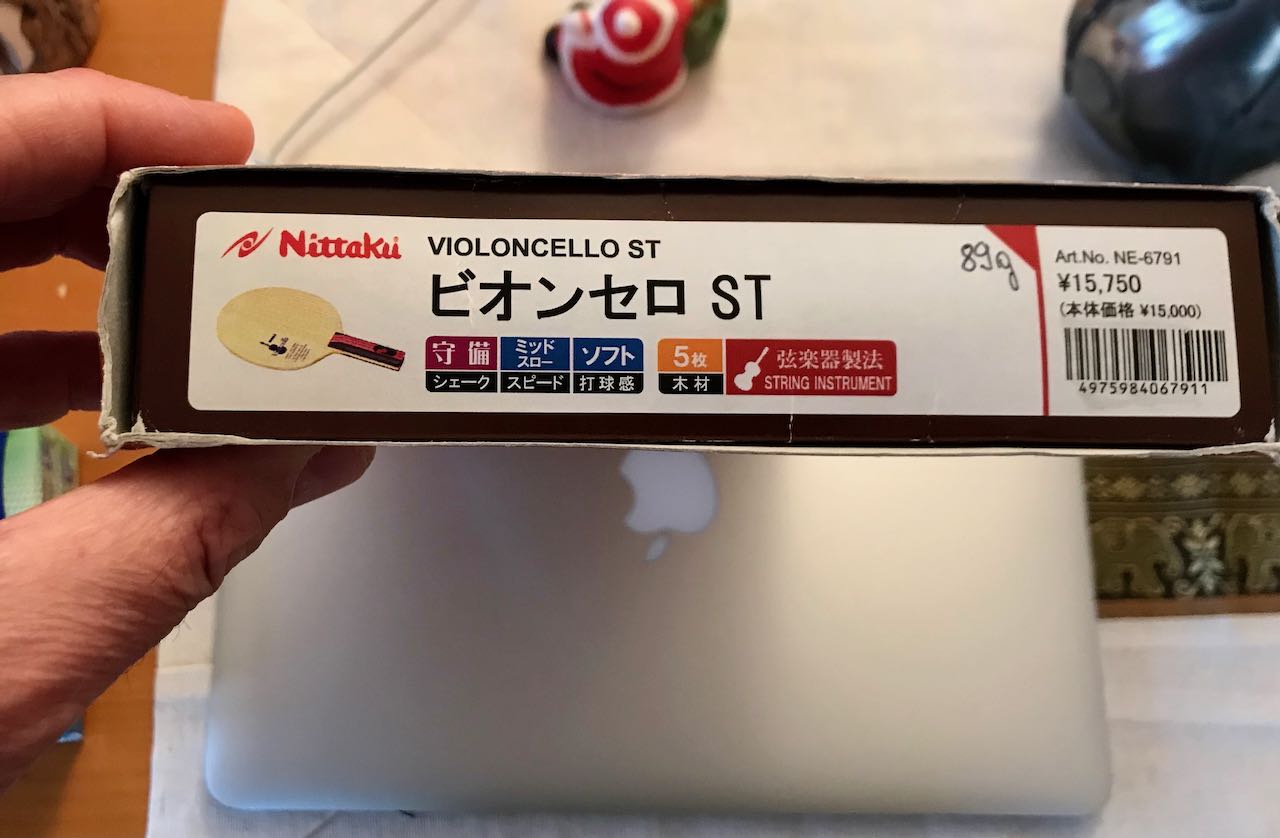 Nittaku
VIOLONCELLO ST
ビオンセロ ST
守備
シェーク
ミッド
スロー
スピード
ソフト
打球感
5枚
木材
弦楽器製法
STRING INSTRUMENT
89g
Art.No. NE-6791
¥15,750
(本体価格 ¥15,000)
4975984067911